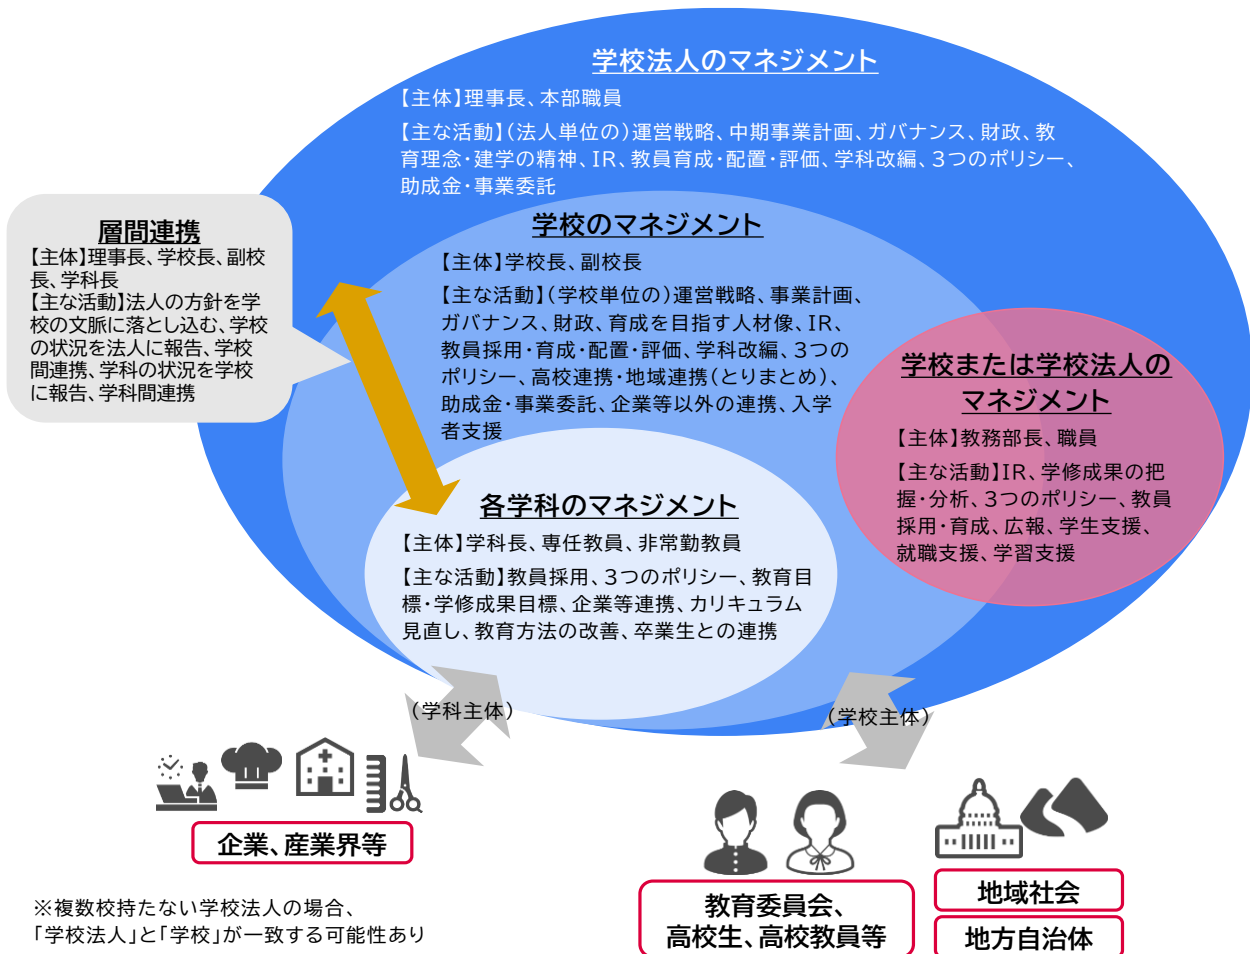 学校法人のマネジメント
【主体】理事長、本部職員
【主な活動】(法人単位の)運営戦略、中期事業計画、ガバナンス、財政、教
育理念・建学の精神、IR、教員育成・配置・評価、学科改編、3つのポリシー、
助成金・事業委託
層間連携
【主体】理事長、学校長、副校
長、学科長
【主な活動】法人の方針を学
校の文脈に落とし込む、学校
の状況を法人に報告、学校
間連携、学科の状況を学校
に報告、学科間連携
学校のマネジメント
【主体】学校長、副校長
【主な活動】(学校単位の)運営戦略、事業計画、
ガバナンス、財政、育成を目指す人材像、IR、
教員採用・育成・配置・評価、学科改編、3つの
ポリシー、高校連携・地域連携(とりまとめ)、
助成金・事業委託、企業等以外の連携、入学
者支援
学校または学校法人の
マネジメント
【主体】教務部長、職員
【主な活動】IR、学修成果の把
握・分析、3つのポリシー、教員
採用・育成、広報、学生支援、
就職支援、学習支援
各学科のマネジメント
【主体】学科長、専任教員、非常勤教員
【主な活動】教員採用、3つのポリシー、教育目
標・学修成果目標、企業等連携、カリキュラム
見直し、教育方法の改善、卒業生との連携
(学科主体)
(学校主体)
企業、産業界等
教育委員会、
高校生、高校教員等
地域社会
地方自治体
※複数校持たない学校法人の場合、
「学校法人」と「学校」が一致する可能性あり